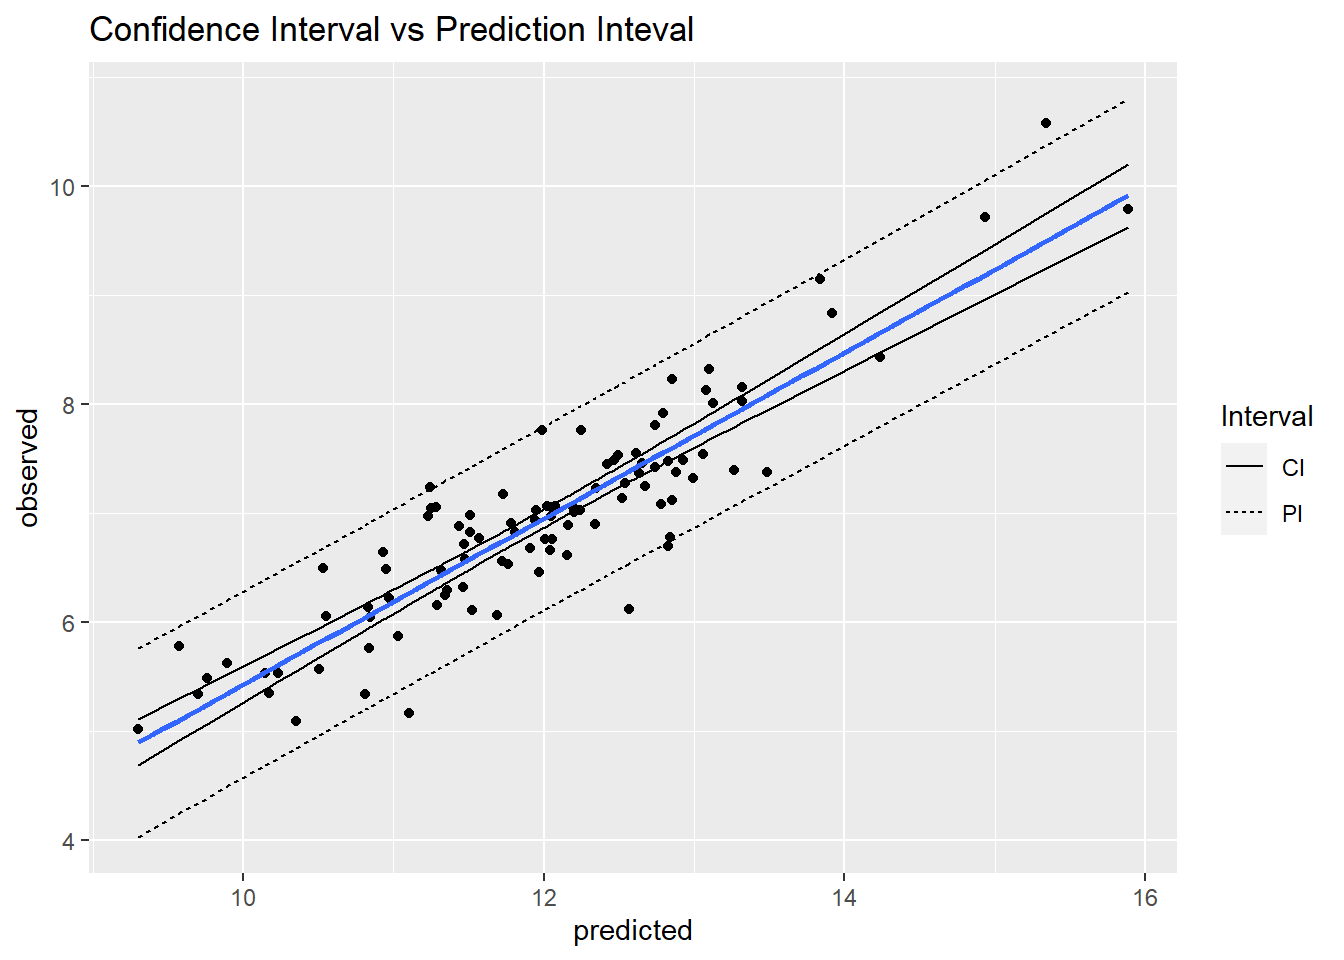 Confidence Interval vs Prediction Inteval
10
8
6
4
observed
10 12 14 16
predicted
Interval
CI
PI